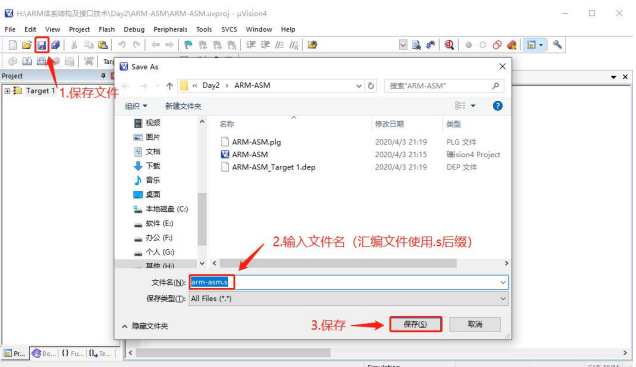 H:\ARM体系结构及接口技术\Day2\ARM-ASM\ARM-ASM.uvproj - µVision4
File Edit View Project Flash Debug Peripherals Tools SVCS Window Help
Project
Target 1
1.保存文件
Save As
« Day2 › ARM-ASM
搜索"ARM-ASM"
组织 新建文件夹
名称 修改日期 类型
视频
图片
文档
下载
音乐
桌面
本地磁盘 (C:)
软件 (E:)
办公 (F:)
个人 (G:)
其他 (H:)
ARM-ASM.plg 2020/4/3 21:19 PLG 文件
ARM-ASM 2020/4/3 21:15 礦ision4 Project
ARM-ASM_Target 1.dep 2020/4/3 21:19 DEP 文件
2.输入文件名（汇编文件使用.s后缀）
文件名(N): arm-asm.s
保存类型(T): All Files (*.*)
隐藏文件夹
3.保存
保存(S) 取消
Pr... Bo... {} Fu... Te...